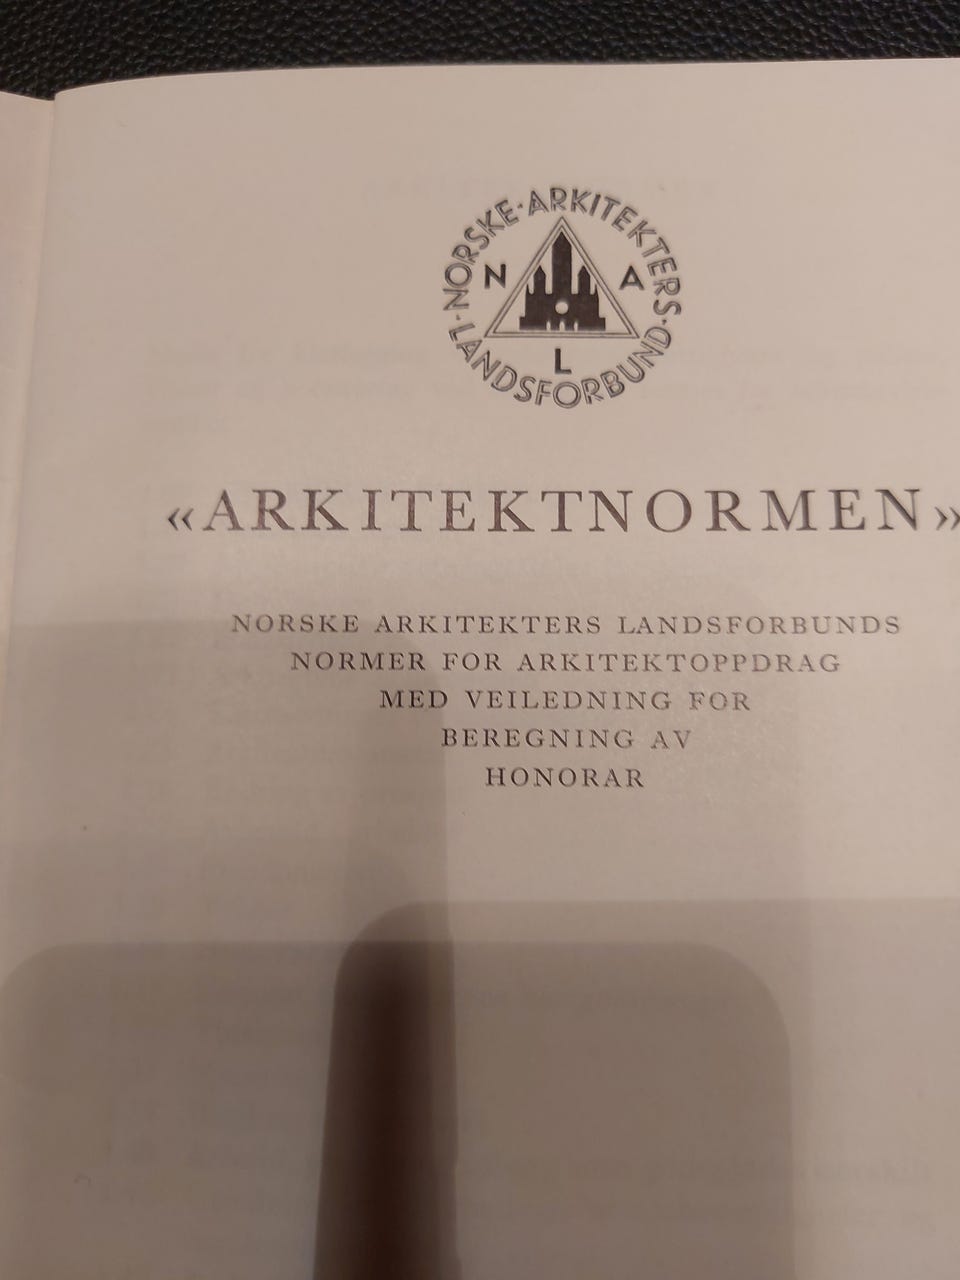 NORSKE·ARKITEKTERS·LANDSFORBUND·
N A
L
«ARKITEKTNORMEN»
NORSKE ARKITEKTERS LANDSFORBUNDS
NORMER FOR ARKITEKTOPPDRAG
MED VEILEDNING FOR
BEREGNING AV
HONORAR